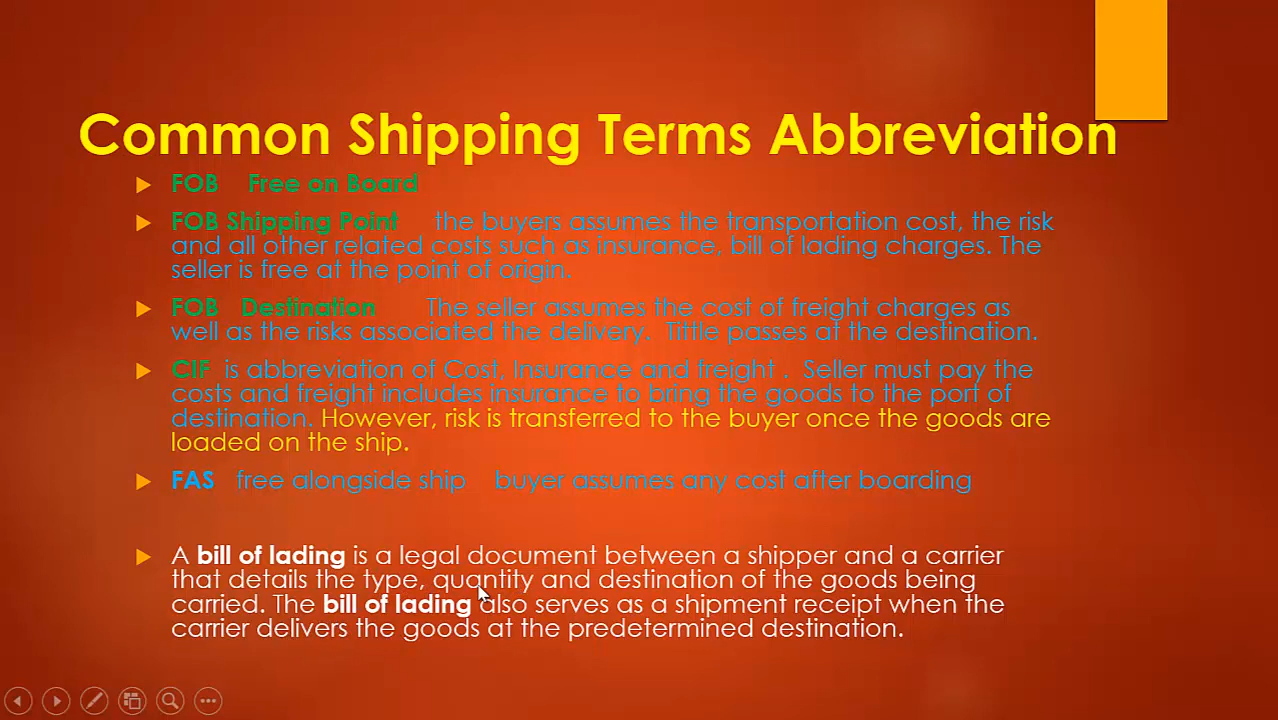 Common Shipping Terms Abbreviation
FOB Free on Board
FOB Shipping Point the buyers assumes the transportation cost, the risk
and all other related costs such as insurance, bill of lading charges. The
seller is free at the point of origin.
FOB Destination The seller assumes the cost of freight charges as
well as the risks associated the delivery. Tittle passes at the destination.
CIF is abbreviation of Cost, Insurance and freight . Seller must pay the
costs and freight includes insurance to bring the goods to the port of
destination. However, risk is transferred to the buyer once the goods are
loaded on the ship.
FAS free alongside ship buyer assumes any cost after boarding
A bill of lading is a legal document between a shipper and a carrier
that details the type, quantity and destination of the goods being
carried. The bill of lading also serves as a shipment receipt when the
carrier delivers the goods at the predetermined destination.